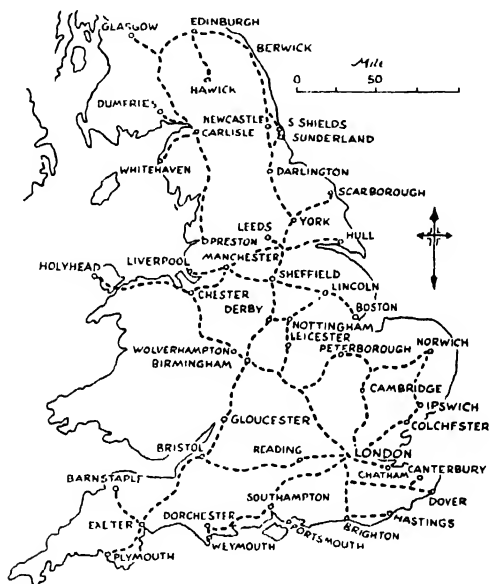 GLASGOW
EDINBURGH
BERWICK
Mile
0 50
HAWICK
DUMFRIES
NEWCASTLE
CARLISLE
S SHIELDS
SUNDERLAND
WHITEHAVEN
DARLINGTON
SCARBOROUGH
YORK
LEEDS
HULL
PRESTON
MANCHESTER
LIVERPOOL
HOLYHEAD
SHEFFIELD
CHESTER
LINCOLN
DERBY
BOSTON
NOTTINGHAM
LEICESTER
PETERBOROUGH
NORWICH
WOLVERHAMPTON
BIRMINGHAM
CAMBRIDGE
IPSWICH
COLCHESTER
GLOUCESTER
BRISTOL
READING
LONDON
CHATHAM
CANTERBURY
BARNSTAPLE
SOUTHAMPTON
DOVER
DORCHESTER
HASTINGS
EXETER
PORTSMOUTH
BRIGHTON
WEYMOUTH
PLYMOUTH